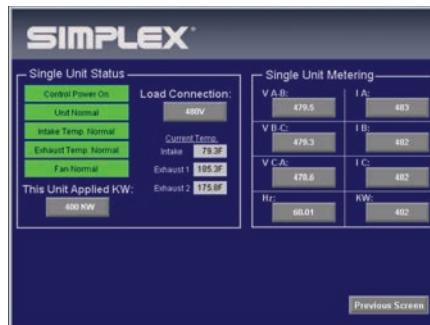 SIMPLEX
Single Unit Status
Control Power On
Unit Normal
Intake Temp. Normal
Exhaust Temp. Normal
Fan Normal
This Unit Applied KW:
400 KW
Load Connection:
480V
Current Temp.
Intake 79.3F
Exhaust 1 185.3F
Exhaust 2 175.8F
Single Unit Metering
V A-B: I A:
479.5 483
V B-C: I B:
479.3 482
V C-A: I C:
478.6 482
Hz: KW:
60.01 402
Previous Screen